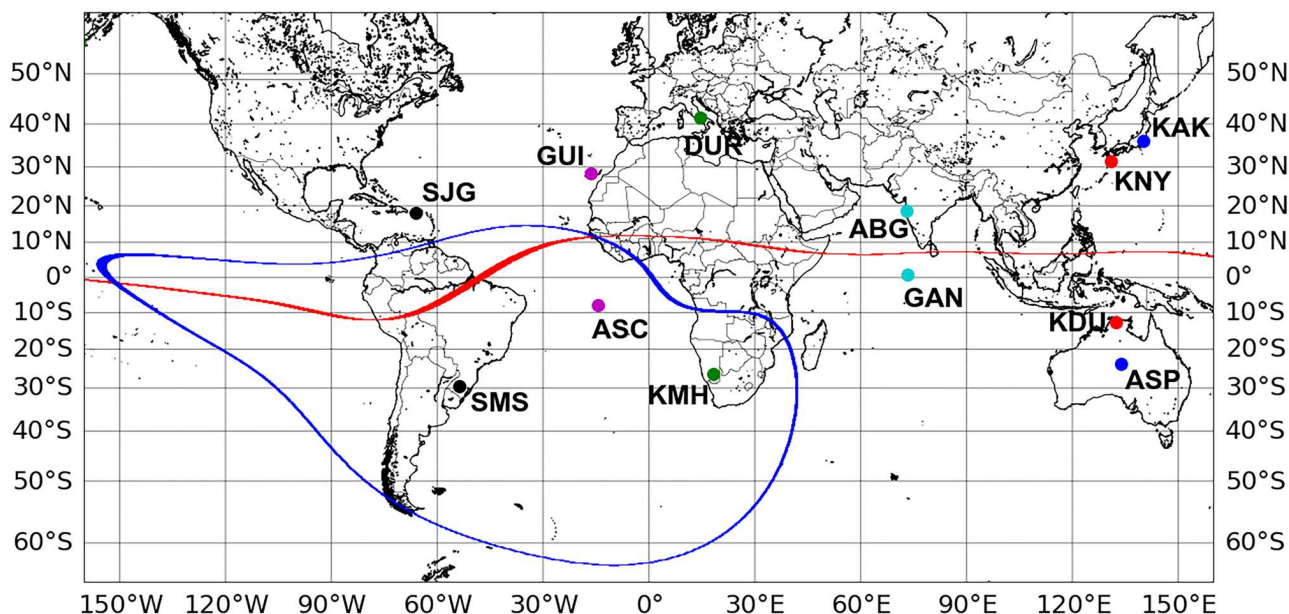 50°N
50°N
40°N
KAK
40°N
DUR
GUI
30°N
KNY
30°N
SJG
20°N
ABG
20°N
10°N
10°N
0°
GAN
0°
10°S
ASC
KDU
10°S
20°S
20°S
30°S
SMS
KMH
ASP
30°S
40°S
40°S
50°S
50°S
60°S
60°S
150°W 120°W 90°W 60°W 30°W 0° 30°E 60°E 90°E 120°E 150°E